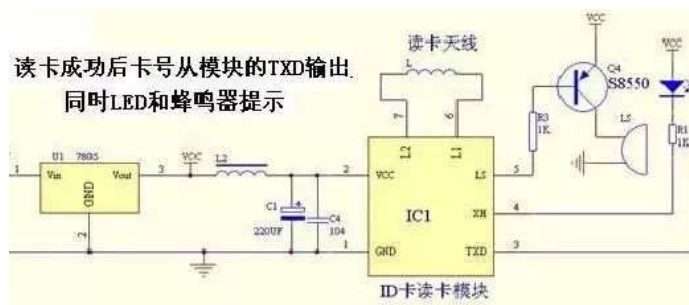 读卡成功后卡号从模块的TXD输出
同时LED和蜂鸣器提示
读卡天线
L
7
6
VCC
Q4
S8550
VCC
R3
1K
LS
R1
1K
U1 7805
1
Vin
Vout
3
GND
2
VCC
L2
C1
+
220UF
C4
104
2
VCC
L2
L1
LS
5
IC1
XH
4
1
GND
TXD
3
ID卡读卡模块